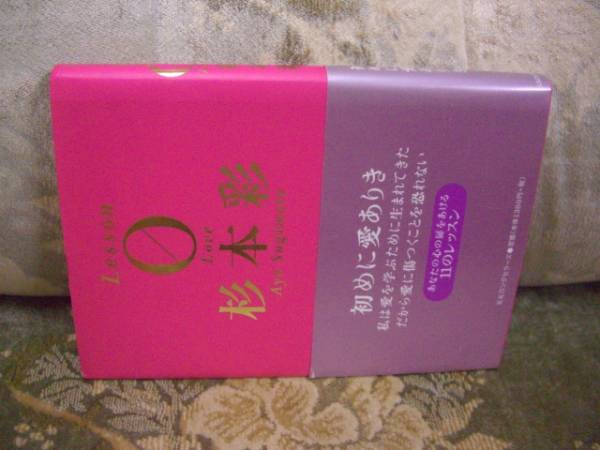 Lesson
0
Love
杉本彩
Aya Sugimoto
初めに愛ありき
私は愛を学ぶために生まれてきた
だから愛に傷つくことを恐れない
あなたの心の扉をあける
11のレッスン